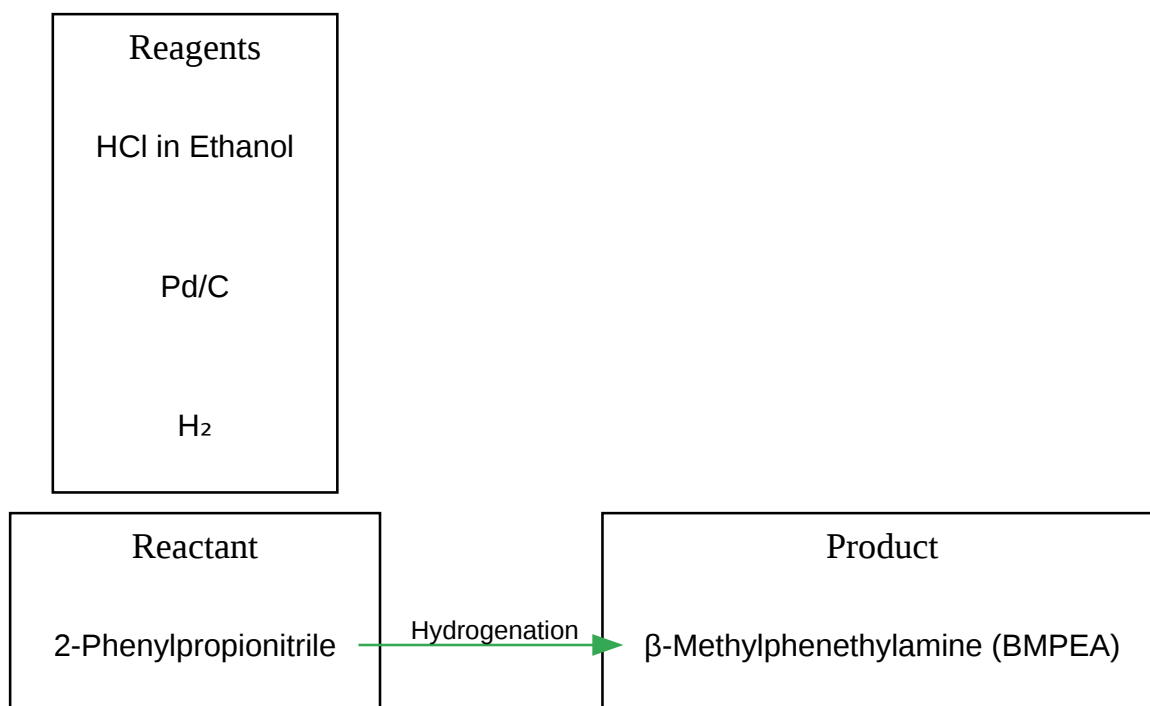 Reagents
HCl in Ethanol
Pd/C
H₂
Reactant
2-Phenylpropionitrile
Hydrogenation
Product
β-Methylphenethylamine (BMPEA)